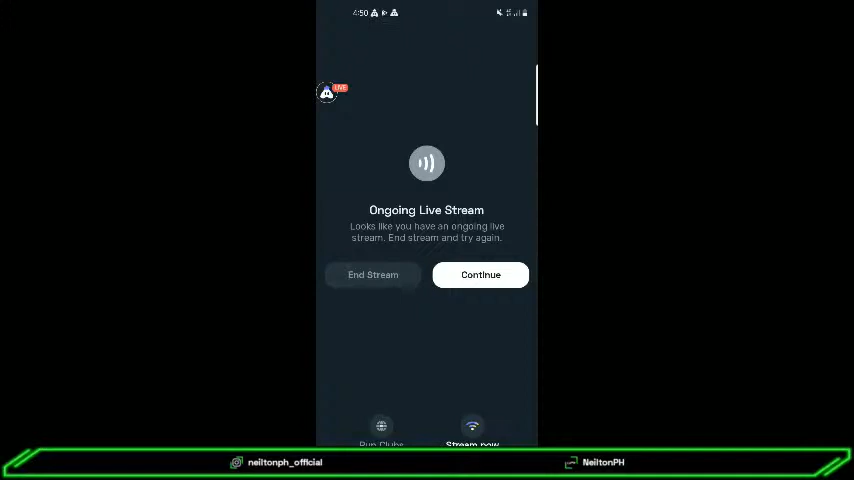 4:50
LIVE
Ongoing Live Stream
Looks like you have an ongoing live
stream. End stream and try again.
End Stream
Continue
Run Clubs
Stream now
neiltonph_official
NeiltonPH